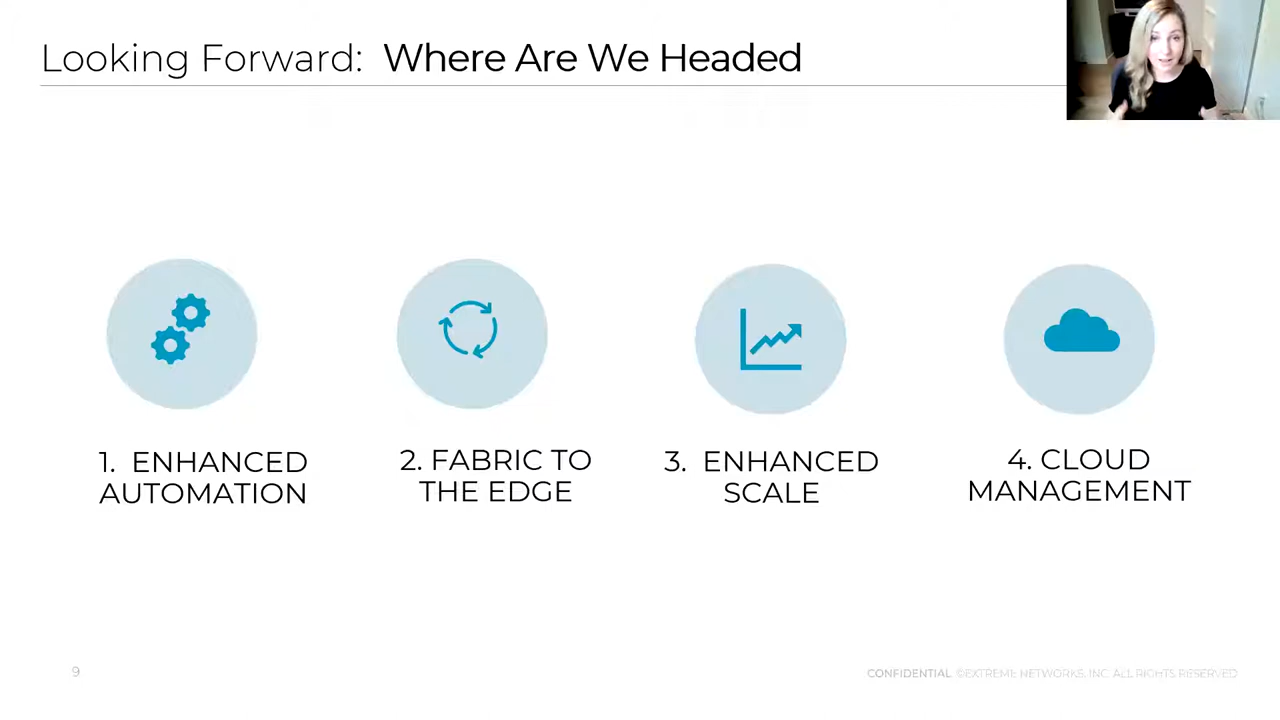 Looking Forward: Where Are We Headed
1. ENHANCED
AUTOMATION
2. FABRIC TO
THE EDGE
3. ENHANCED
SCALE
4. CLOUD
MANAGEMENT
9
CONFIDENTIAL ©EXTREME NETWORKS, INC. ALL RIGHTS RESERVED